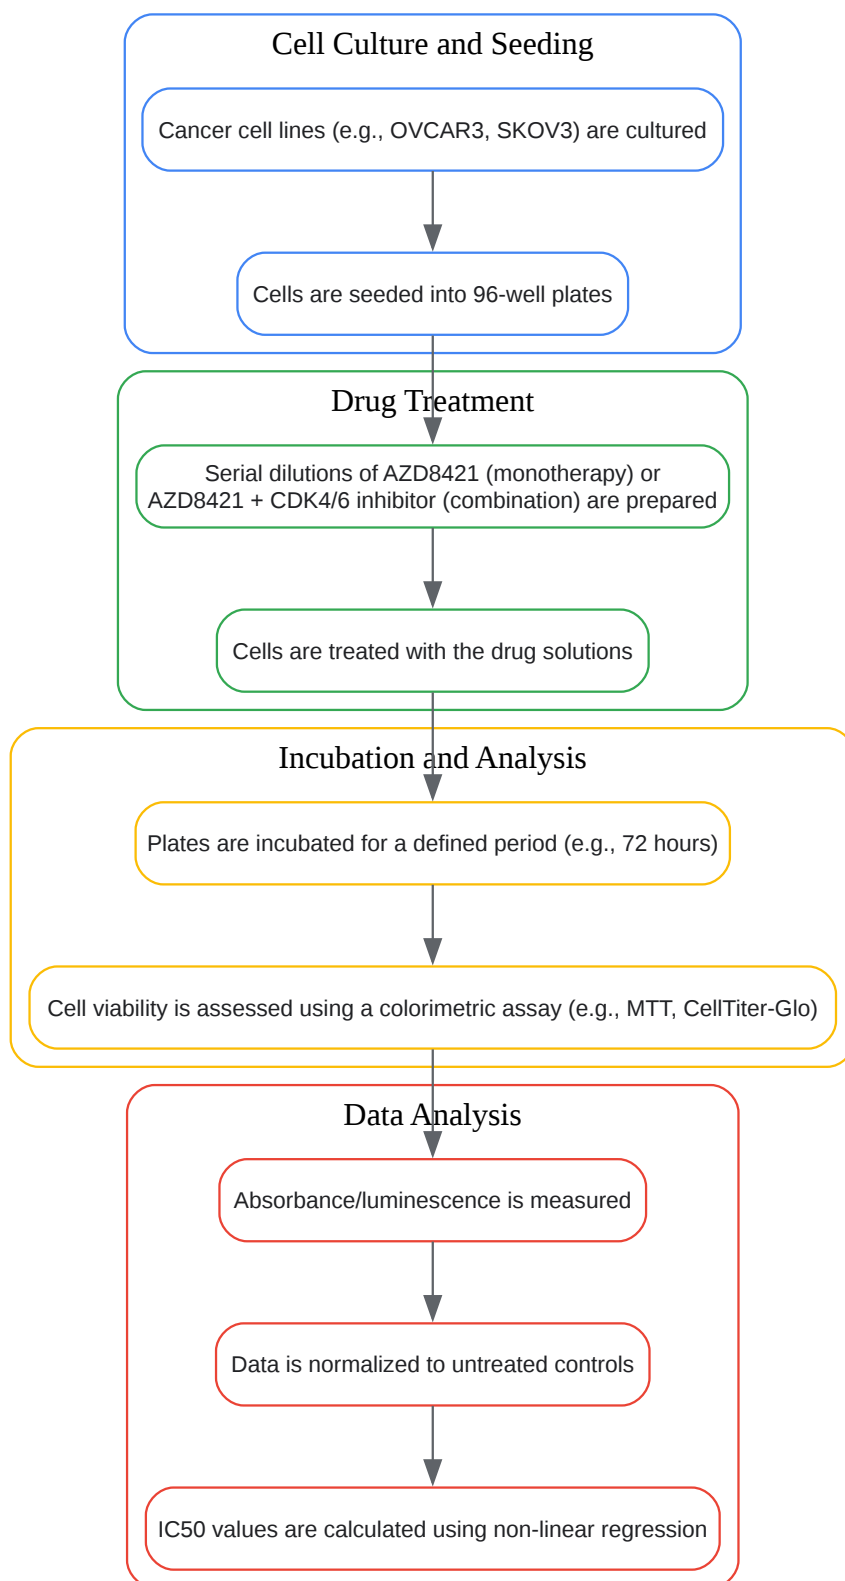 Cell Culture and Seeding
Cancer cell lines (e.g., OVCAR3, SKOV3) are cultured
Cells are seeded into 96-well plates
Drug Treatment
Serial dilutions of AZD8421 (monotherapy) or
AZD8421 + CDK4/6 inhibitor (combination) are prepared
Cells are treated with the drug solutions
Incubation and Analysis
Plates are incubated for a defined period (e.g., 72 hours)
Cell viability is assessed using a colorimetric assay (e.g., MTT, CellTiter-Glo)
Data Analysis
Absorbance/luminescence is measured
Data is normalized to untreated controls
IC50 values are calculated using non-linear regression